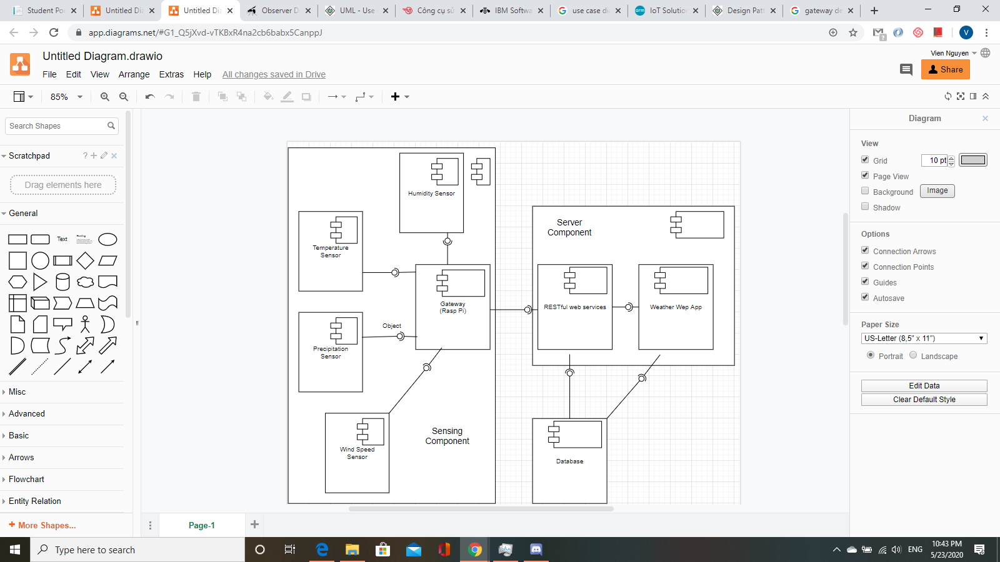 Student Po
Untitled Di
Untitled Di
Observer D
UML - Use
Công cụ sử
IBM Softwa
use case di
IoT Solution
Design Patt
gateway de
app.diagrams.net/#G1_Q5jXvd-vTKBxR4na2cb6babx5CanppJ
V
Untitled Diagram.drawio
Vien Nguyen
File Edit View Arrange Extras Help All changes saved in Drive
Share
85%
Search Shapes
Scratchpad
?
Drag elements here
General
Text
Heading
Misc
Advanced
Basic
Arrows
Flowchart
Entity Relation
+ More Shapes...
Humidity Sensor
Temperature
Sensor
Gateway
(Rasp Pi)
Object
Precipitation
Sensor
Wind Speed
Sensor
Sensing
Component
Server
Component
RESTful web services
Weather Wep App
Database
Page-1
Diagram
View
Grid
10 pt
Page View
Background
Image
Shadow
Options
Connection Arrows
Connection Points
Guides
Autosave
Paper Size
US-Letter (8,5" x 11")
Portrait
Landscape
Edit Data
Clear Default Style
Type here to search
ENG
10:43 PM
5/23/2020